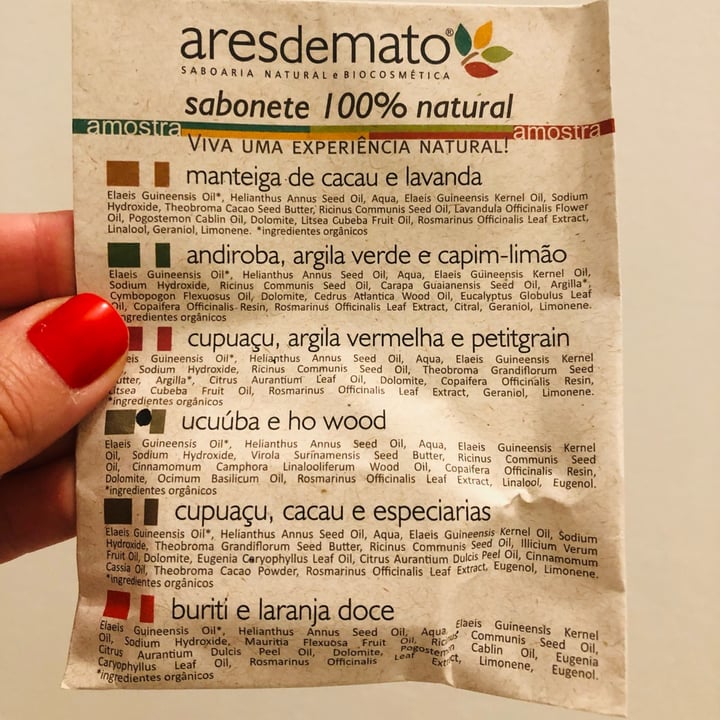 aresdemato®
SABOARIA NATURAL e BIOCOSMÉTICA
sabonete 100% natural
amostra amostra
VIVA UMA EXPERIÊNCIA NATURAL!
manteiga de cacau e lavanda
Elaeis Guineensis Oil*, Helianthus Annus Seed Oil, Aqua, Elaeis Guineensis Kernel Oil, Sodium
Hydroxide, Theobroma Cacao Seed Butter, Ricinus Communis Seed Oil, Lavandula Officinalis Flower
Oil, Pogostemon Cablin Oil, Dolomite, Litsea Cubeba Fruit Oil, Rosmarinus Officinalis Leaf Extract,
Linalool, Geraniol, Limonene. *ingredientes orgânicos
andiroba, argila verde e capim-limão
Elaeis Guineensis Oil*, Helianthus Annus Seed Oil, Aqua, Elaeis Guineensis Kernel Oil,
Sodium Hydroxide, Ricinus Communis Seed Oil, Carapa Guaianensis Seed Oil, Argilla*,
Cymbopogon Flexuosus Oil, Dolomite, Cedrus Atlantica Wood Oil, Eucalyptus Globulus Leaf
Oil, Copaifera Officinalis Resin, Rosmarinus Officinalis Leaf Extract, Citral, Geraniol, Limonene.
ingredientes orgânicos
cupuaçu, argila vermelha e petitgrain
eis Guineensis Oil*, Helianthus Annus Seed Oil, Aqua, Elaeis Guineensis Kernel
Sodium Hydroxide, Ricinus Communis Seed Oil, Theobroma Grandiflorum Seed
utter, Argilla*, Citrus Aurantium Leaf Oil, Dolomite, Copaifera Officinalis Resin,
Litsea Cubeba Fruit Oil, Rosmarinus Officinalis Leaf Extract, Geraniol, Limonene.
*ingredientes orgânicos
ucuúba e ho wood
Elaeis Guineensis Oil*, Helianthus Annus Seed Oil, Aqua, Elaeis Guineensis Kernel
Oil, Sodium Hydroxide, Virola Surinamensis Seed Butter, Ricinus Communis Seed
Oil, Cinnamomum Camphora Linalooliferum Wood Oil, Copaifera Officinalis Resin,
Dolomite, Ocimum Basilicum Oil, Rosmarinus Officinalis Leaf Extract, Linalool, Eugenol.
*ingredientes orgânicos
cupuaçu, cacau e especiarias
Elaeis Guineensis Oil*, Helianthus Annus Seed Oil, Aqua, Elaeis Guineensis Kernel Oil, Sodium
Hydroxide, Theobroma Grandiflorum Seed Butter, Ricinus Communis Seed Oil, Illicium Verum
Fruit Oil, Dolomite, Eugenia Caryophyllus Leaf Oil, Citrus Aurantium Dulcis Peel Oil, Cinnamomum
Cassia Oil, Theobroma Cacao Powder, Rosmarinus Officinalis Leaf Extract, Eugenol, Limonene.
*ingredientes orgânicos
buriti e laranja doce
Elaeis Guineensis Oil*, Helianthus Annus Seed Oil, Aqua, Elaeis Guineensis Kernel
Oil, Sodium Hydroxide, Mauritia Flexuosa Fruit Oil, Ricinus Communis Seed Oil,
Citrus Aurantium Dulcis Peel Oil, Dolomite, Pogostemon Cablin Oil, Eugenia
Caryophyllus Leaf Oil, Rosmarinus Officinalis Leaf Extract, Limonene, Eugenol.
*ingredientes orgânicos